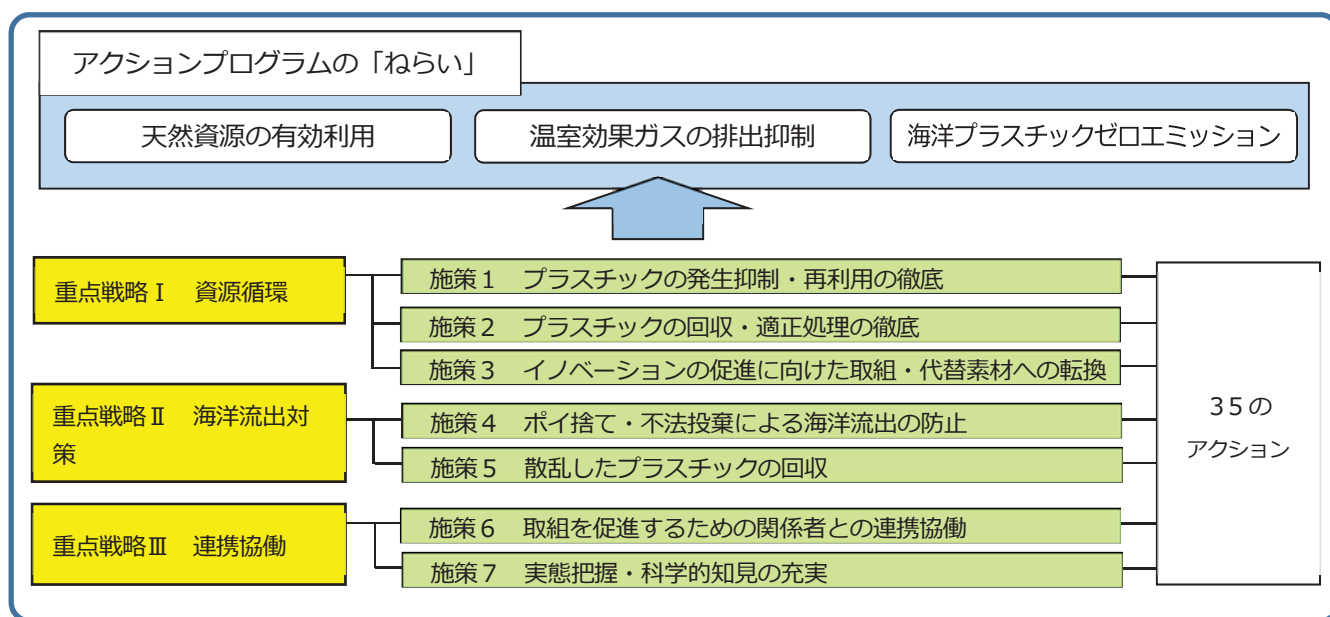 アクションプログラムの「ねらい」
天然資源の有効利用
温室効果ガスの排出抑制
海洋プラスチックゼロエミッション
重点戦略Ⅰ　資源循環
施策１　プラスチックの発生抑制・再利用の徹底
施策２　プラスチックの回収・適正処理の徹底
施策３　イノベーションの促進に向けた取組・代替素材への転換
重点戦略Ⅱ　海洋流出対
策
施策４　ポイ捨て・不法投棄による海洋流出の防止
施策５　散乱したプラスチックの回収
重点戦略Ⅲ　連携協働
施策６　取組を促進するための関係者との連携協働
施策７　実態把握・科学的知見の充実
３５の
アクション